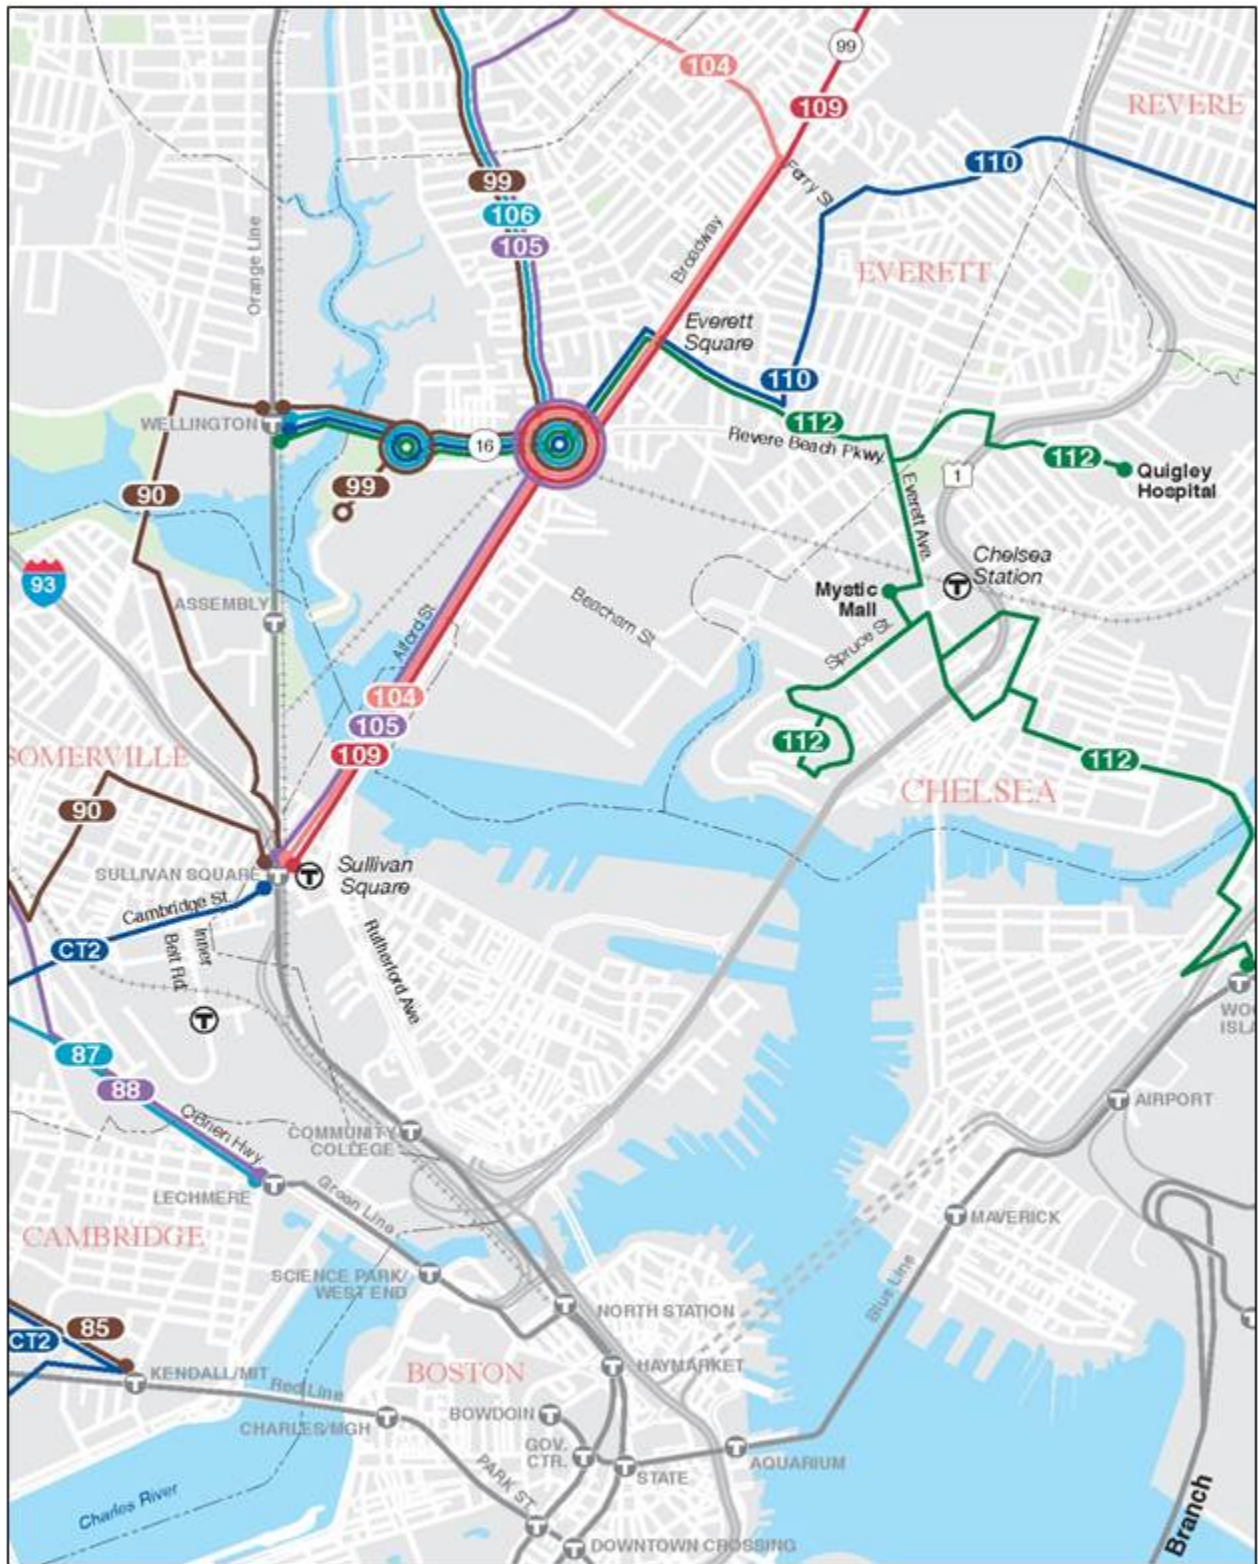 99
104
REVERE
109
110
Ferry St
99
106
105
Orange Line
Broadway
EVERETT
Everett
Square
110
112
WELLINGTON
T
16
Revere Beach Pkwy.
112
Quigley
Hospital
1
90
99
Everett Ave.
Chelsea
Station
T
93
Mystic
Mall
ASSEMBLY
T
Beacham St
Alford St
Spruce St.
104
105
109
112
112
SOMERVILLE
CHELSEA
90
SULLIVAN SQUARE
T
T
Sullivan
Square
Cambridge St.
CT2
Inner
Belt Rd.
Rutherford Ave.
T
T
WOO
ISLA
87
88
O'Brien Hwy.
T
AIRPORT
COMMUNITY
COLLEGE
T
LECHMERE
T
Green Line
T
MAVERICK
CAMBRIDGE
SCIENCE PARK/
WEST END
T
Blue Line
T
NORTH STATION
CT2
85
T
HAYMARKET
KENDALL/MIT
T
Red Line
BOSTON
CHARLES/MGH
T
BOWDOIN
T
GOV.
CTR.
T
T
STATE
T
AQUARIUM
PARK ST.
T
Charles River
T
DOWNTOWN CROSSING
Branch